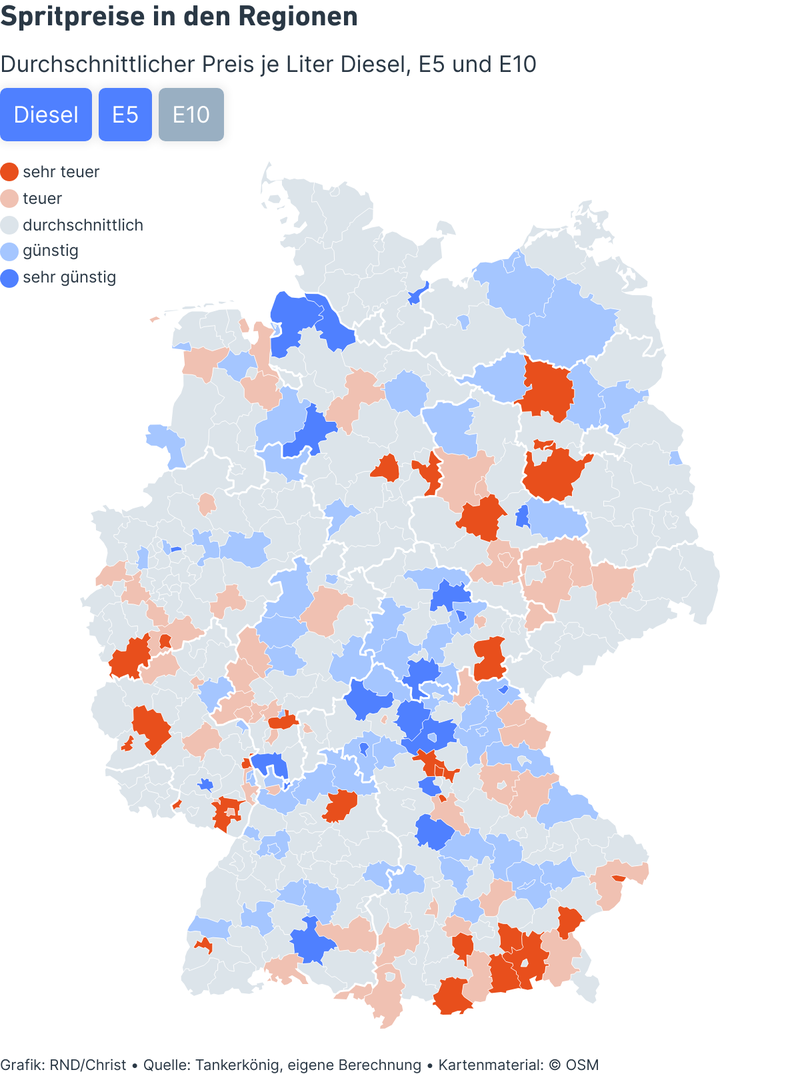 Spritpreise in den Regionen
Durchschnittlicher Preis je Liter Diesel, E5 und E10
Diesel E5 E10
sehr teuer
teuer
durchschnittlich
günstig
sehr günstig
Grafik: RND/Christ • Quelle: Tankerkönig, eigene Berechnung • Kartenmaterial: © OSM